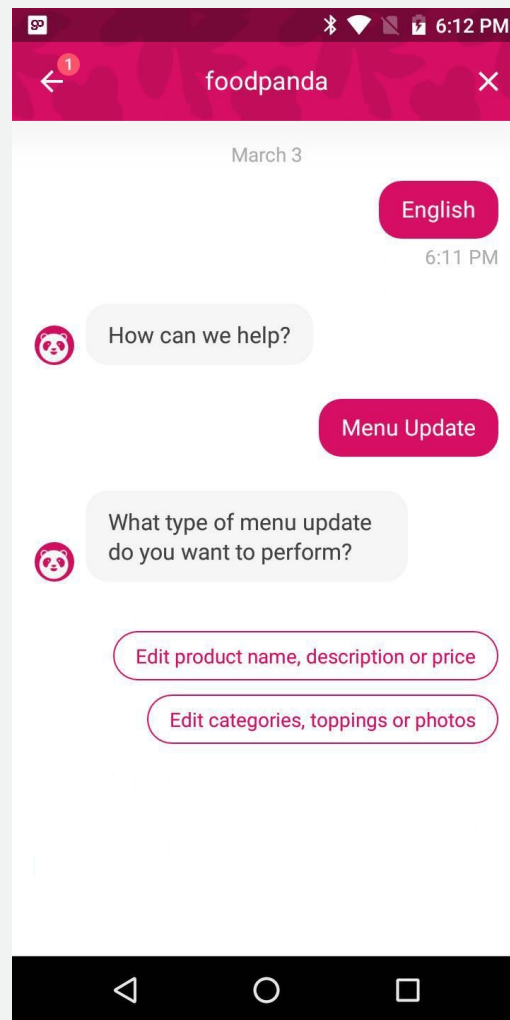 6:12 PM
1
foodpanda
March 3
English
6:11 PM
How can we help?
Menu Update
What type of menu update
do you want to perform?
Edit product name, description or price
Edit categories, toppings or photos